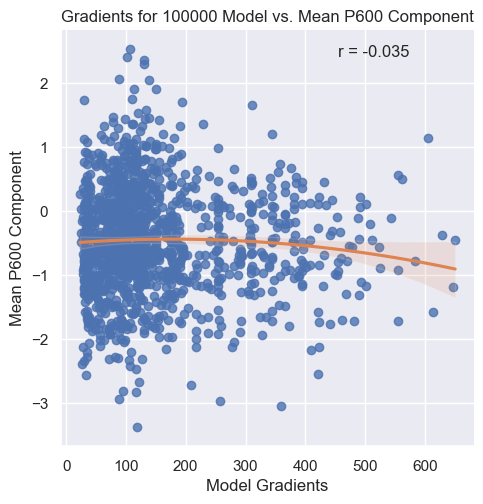 Gradients for 100000 Model vs. Mean P600 Component
r = -0.035
2
1
0
−1
−2
−3
Mean P600 Component
0 100 200 300 400 500 600
Model Gradients